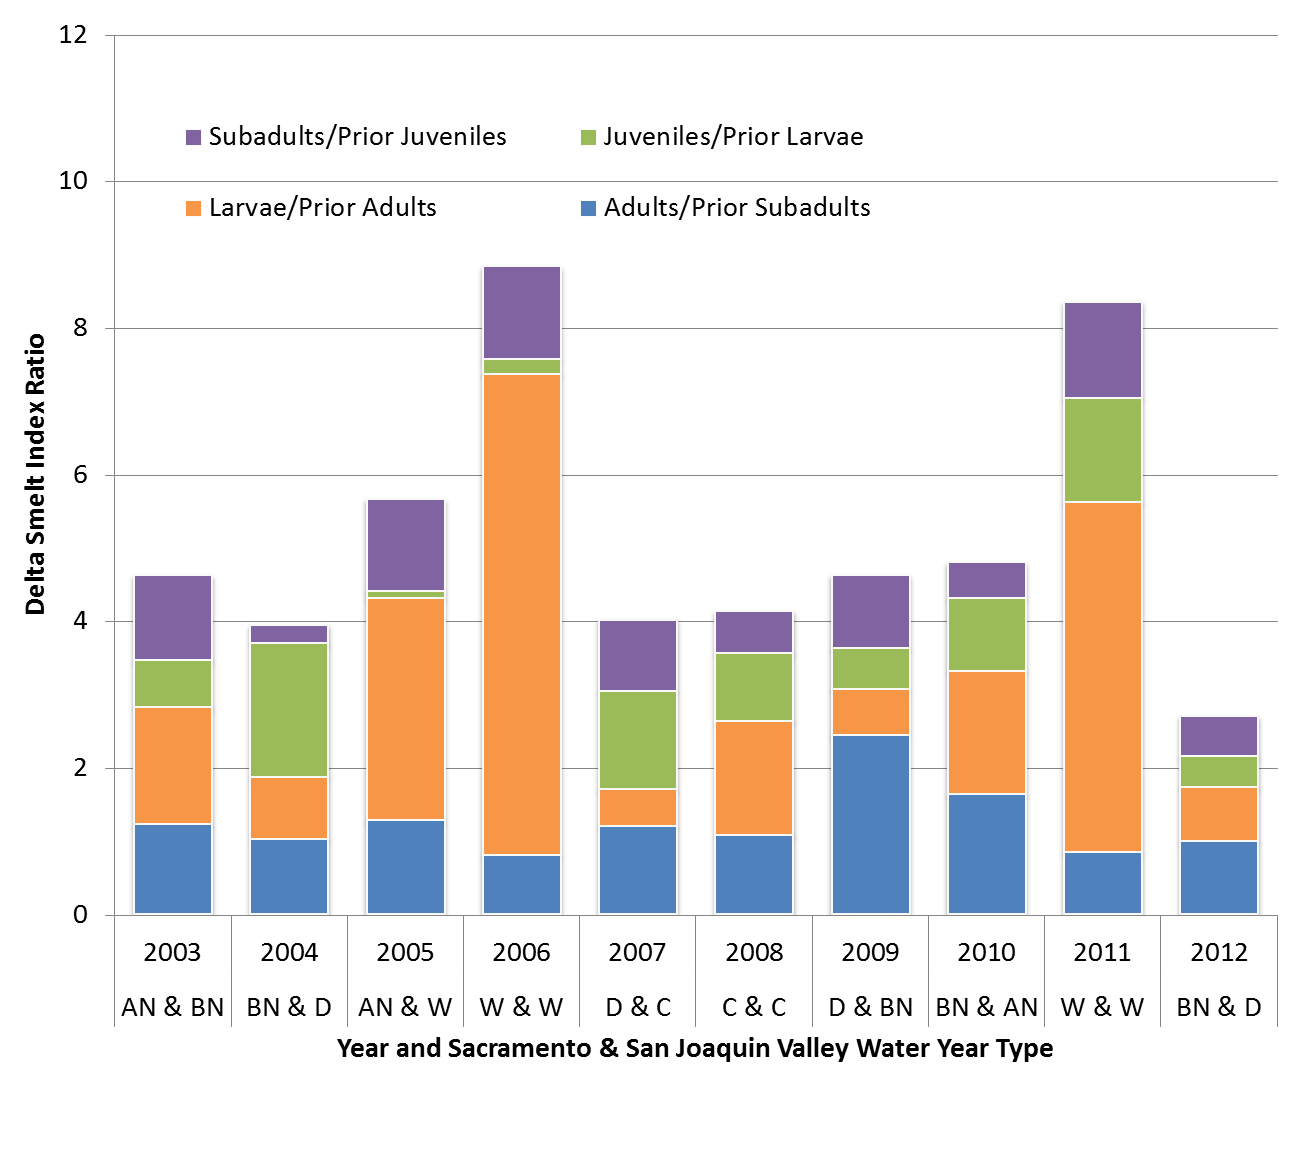 12
Subadults/Prior Juveniles
Juveniles/Prior Larvae
10
Larvae/Prior Adults
Adults/Prior Subadults
8
6
4
2
0
Delta Smelt Index Ratio
2003 2004 2005 2006 2007 2008 2009 2010 2011 2012
AN & BN BN & D AN & W W & W D & C C & C D & BN BN & AN W & W BN & D
Year and Sacramento & San Joaquin Valley Water Year Type